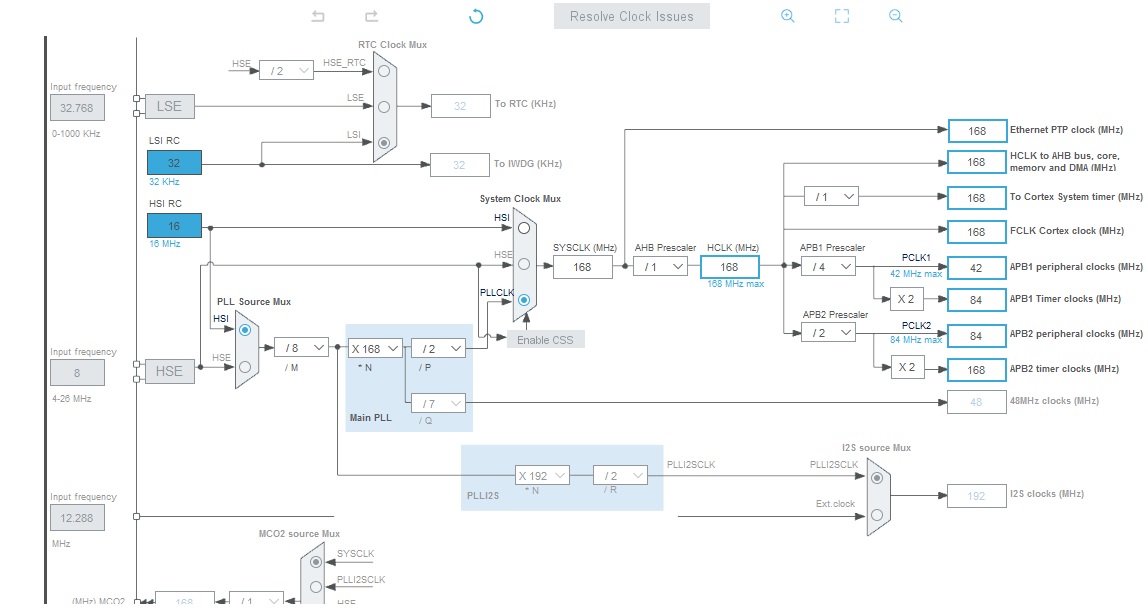 Resolve Clock Issues
RTC Clock Mux
HSE
/ 2
HSE_RTC
Input frequency
32.768
0-1000 KHz
LSE
LSE
32
To RTC (KHz)
LSI RC
LSI
32
32 KHz
32
To IWDG (KHz)
HSI RC
16
16 MHz
System Clock Mux
HSI
HSE
PLLCLK
Enable CSS
SYSCLK (MHz)
168
AHB Prescaler
/ 1
HCLK (MHz)
168
168 MHz max
168
Ethernet PTP clock (MHz)
168
HCLK to AHB bus, core,
memory and DMA (MHz)
/ 1
168
To Cortex System timer (MHz)
168
FCLK Cortex clock (MHz)
APB1 Prescaler
/ 4
PCLK1
42 MHz max
42
APB1 peripheral clocks (MHz)
X 2
84
APB1 Timer clocks (MHz)
APB2 Prescaler
/ 2
PCLK2
84 MHz max
84
APB2 peripheral clocks (MHz)
X 2
168
APB2 timer clocks (MHz)
48
48MHz clocks (MHz)
PLL Source Mux
HSI
HSE
Input frequency
8
4-26 MHz
HSE
/ 8
/ M
X 168
* N
/ 2
/ P
/ 7
/ Q
Main PLL
X 192
* N
/ 2
/ R
PLLI2S
PLLI2SCLK
I2S source Mux
PLLI2SCLK
Ext.clock
192
I2S clocks (MHz)
Input frequency
12.288
MHz
MCO2 source Mux
SYSCLK
PLLI2SCLK
HSE
(MHz) MCO2
168
/ 1